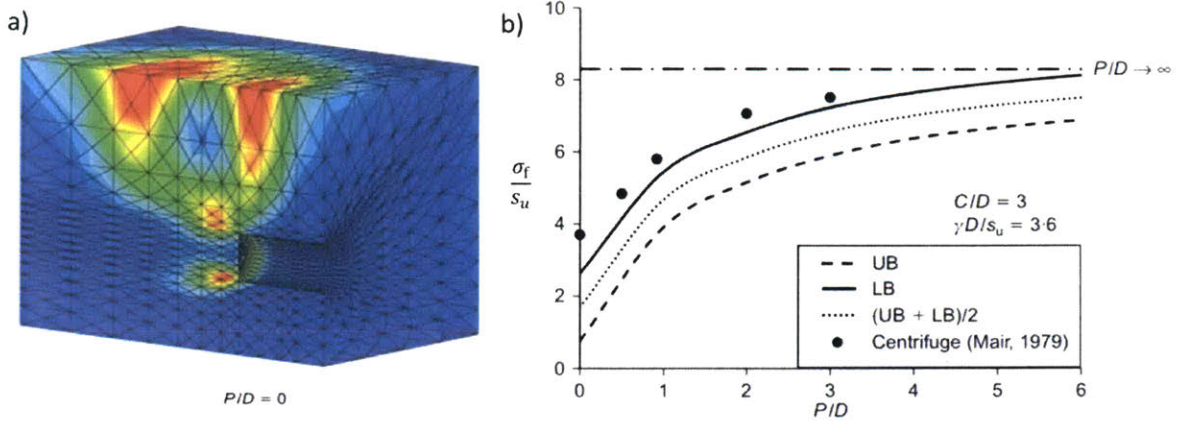 a)
P/D = 0
b)
10
8
6
4
2
0
σf
su
P/D → ∞
C/D = 3
γD/su = 3·6
UB
LB
(UB + LB)/2
Centrifuge (Mair, 1979)
0
1
2
3
4
5
6
P/D